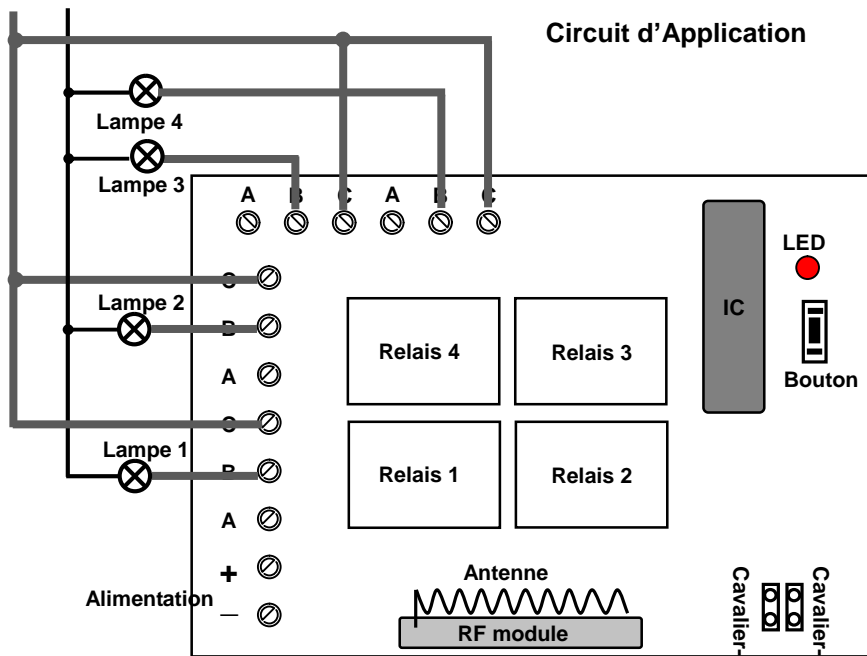 Circuit d’Application
Lampe 4
Lampe 3
A B C A B C
LED
C
Lampe 2
B
IC
Relais 4
Relais 3
A
Bouton
C
Lampe 1
B
Relais 1
Relais 2
A
+
Antenne
Alimentation
–
RF module
Cavalier-
Cavalier-